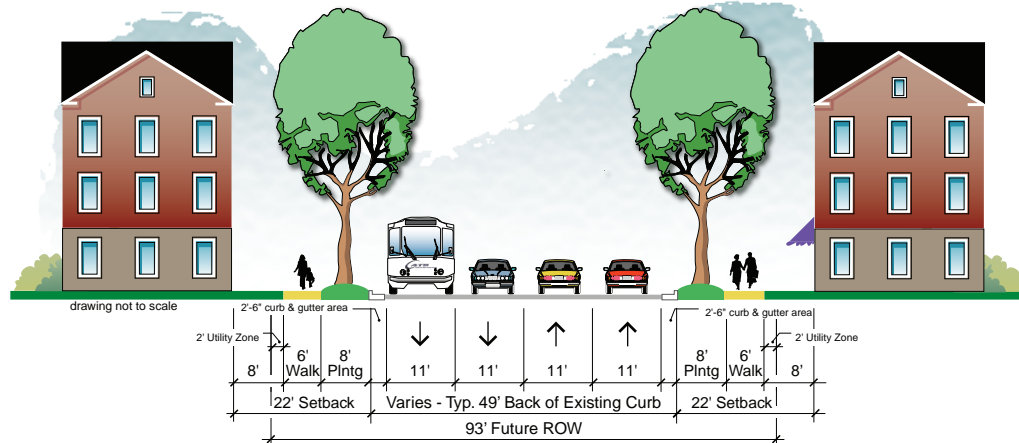 drawing not to scale
2'-6" curb & gutter area
2'-6" curb & gutter area
2' Utility Zone
2' Utility Zone
8'
6'
Walk
8'
Plntg
11'
11'
11'
11'
8'
Plntg
6'
Walk
8'
22' Setback
Varies - Typ. 49' Back of Existing Curb
22' Setback
93' Future ROW